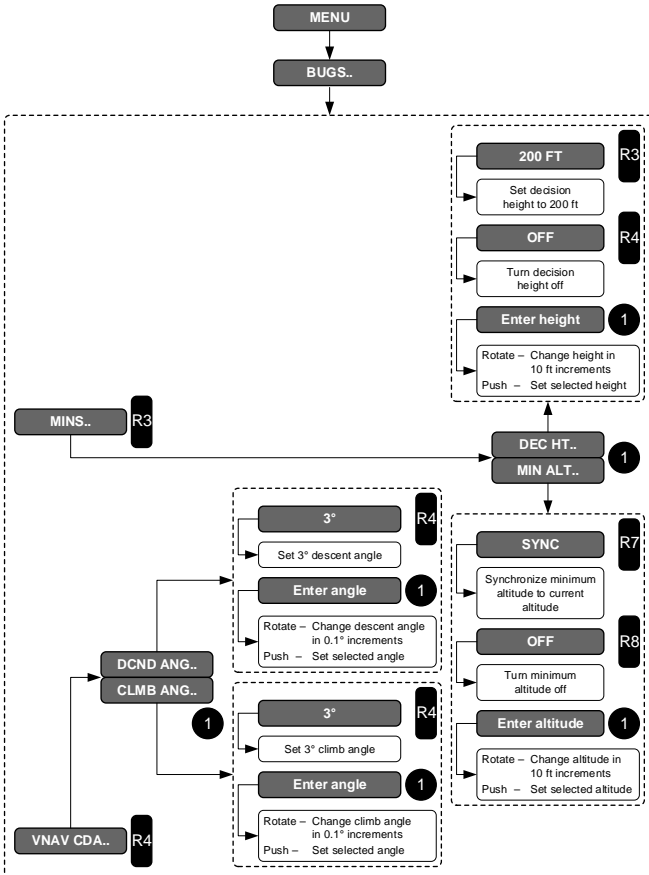 MENU
BUGS..
200 FT
R3
Set decision
height to 200 ft
OFF
R4
Turn decision
height off
Enter height
1
Rotate – Change height in
10 ft increments
Push – Set selected height
MINS..
R3
DEC HT..
MIN ALT..
1
3°
R4
Set 3° descent angle
Enter angle
1
Rotate – Change descent angle
in 0.1° increments
Push – Set selected angle
SYNC
R7
Synchronize minimum
altitude to current
altitude
OFF
R8
Turn minimum
altitude off
Enter altitude
1
Rotate – Change altitude in
10 ft increments
Push – Set selected altitude
DCND ANG..
CLMB ANG..
1
3°
R4
Set 3° climb angle
Enter angle
1
Rotate – Change climb angle
in 0.1° increments
Push – Set selected angle
VNAV CDA..
R4